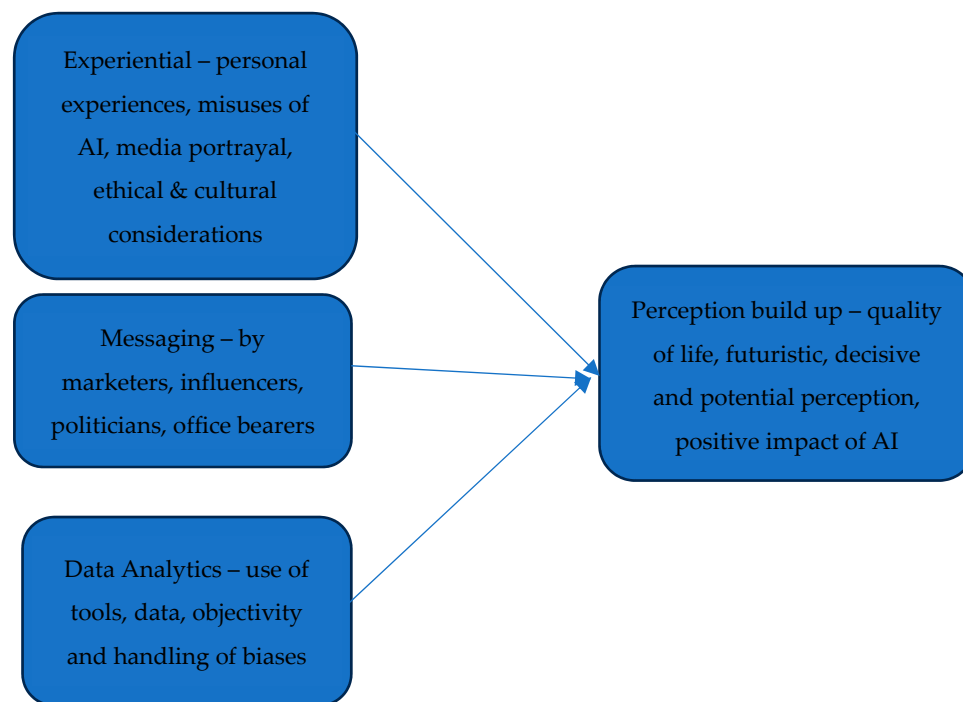 Experiential – personal
experiences, misuses of
AI, media portrayal,
ethical & cultural
considerations
Messaging – by
marketers, influencers,
politicians, office bearers
Data Analytics – use of
tools, data, objectivity
and handling of biases
Perception build up – quality
of life, futuristic, decisive
and potential perception,
positive impact of AI